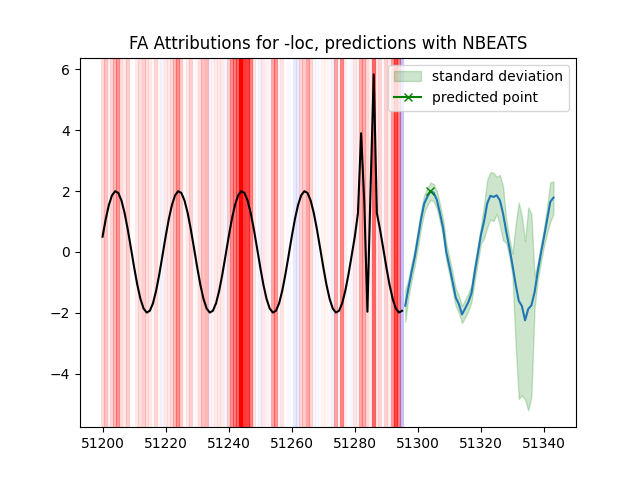 FA Attributions for -loc, predictions with NBEATS
standard deviation
predicted point
6
4
2
0
−2
−4
51200 51220 51240 51260 51280 51300 51320 51340